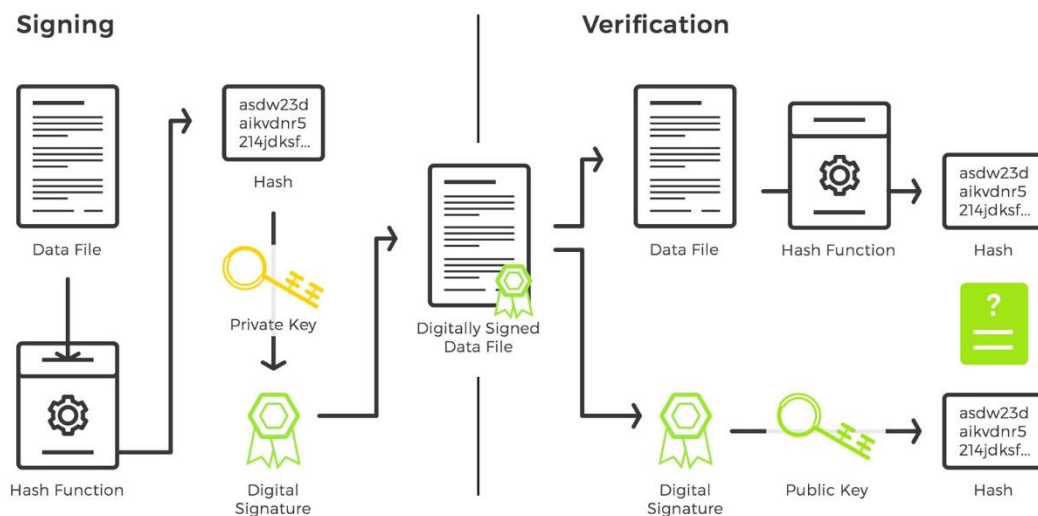 Signing
Verification
asdw23d
aikvdnr5
214jdksf...
Hash
Data File
Private Key
Hash Function
Digital
Signature
Digitally Signed
Data File
Data File
Hash Function
asdw23d
aikvdnr5
214jdksf...
Hash
?
Digital
Signature
Public Key
asdw23d
aikvdnr5
214jdksf...
Hash